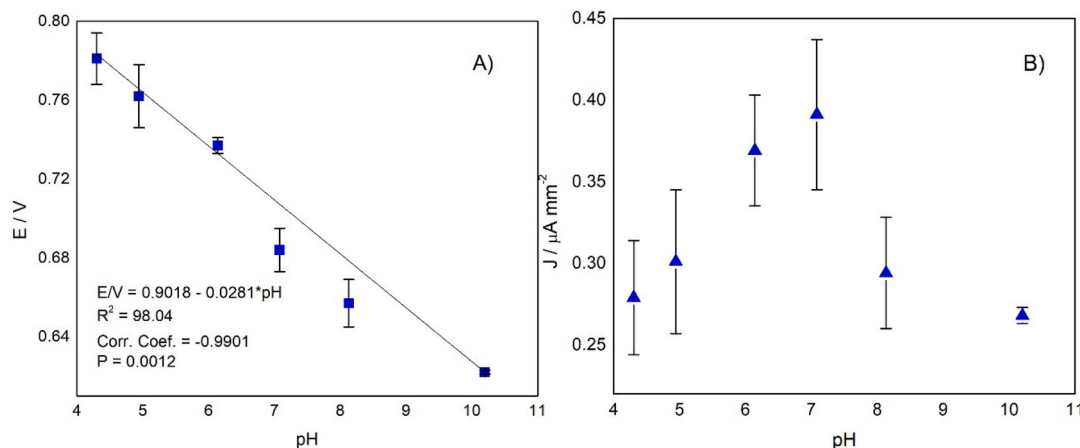 A)
0.80
0.76
0.72
0.68
0.64
E / V
E/V = 0.9018 - 0.0281*pH
R² = 98.04
Corr. Coef. = -0.9901
P = 0.0012
4 5 6 7 8 9 10 11
pH
B)
0.45
0.40
0.35
0.30
0.25
J / µA mm⁻²
4 5 6 7 8 9 10 11
pH